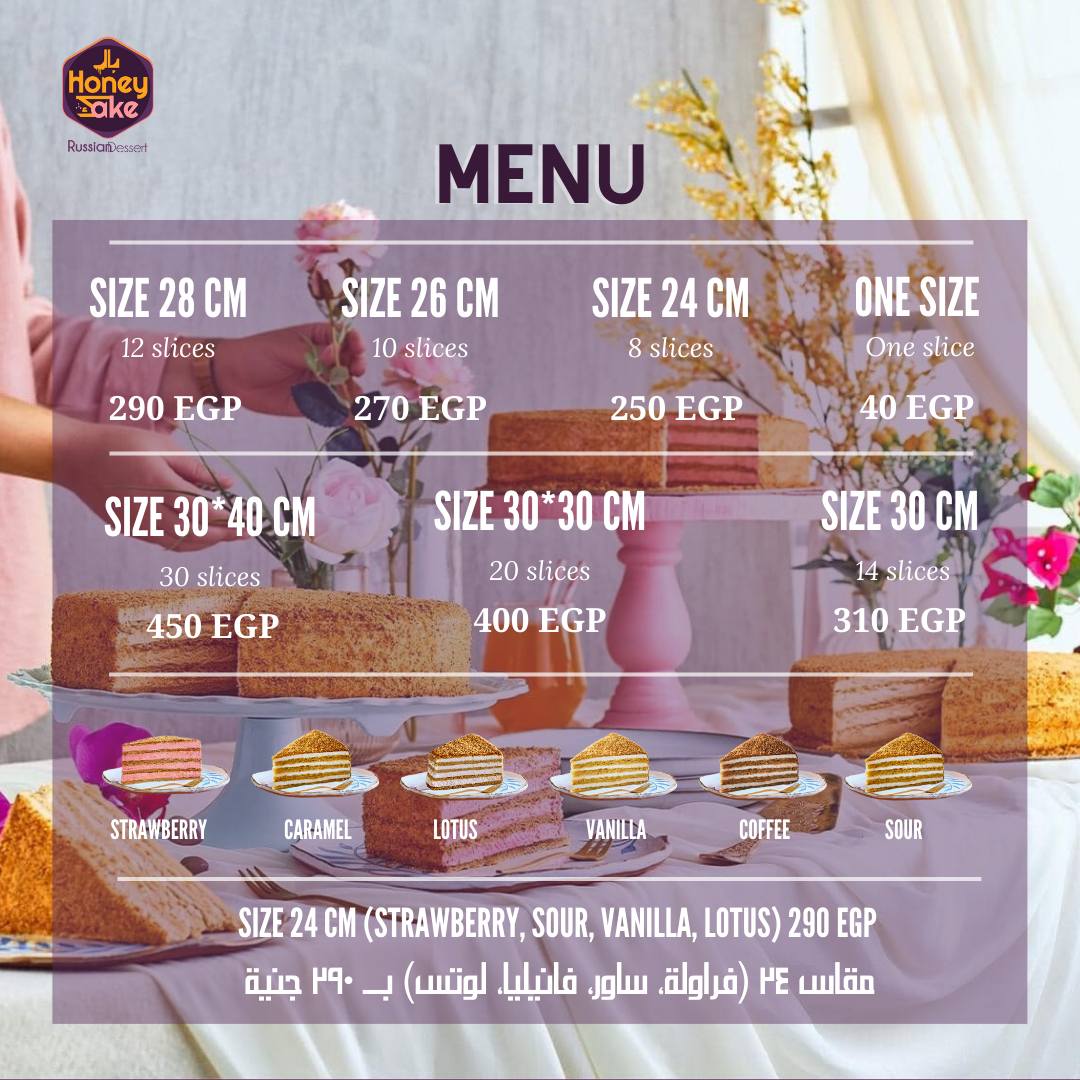 بال
Honey
Cake
RussianDessert
MENU
SIZE 28 CM
12 slices
290 EGP
SIZE 26 CM
10 slices
270 EGP
SIZE 24 CM
8 slices
250 EGP
ONE SIZE
One slice
40 EGP
SIZE 30*40 CM
30 slices
450 EGP
SIZE 30*30 CM
20 slices
400 EGP
SIZE 30 CM
14 slices
310 EGP
STRAWBERRY
CARAMEL
LOTUS
VANILLA
COFFEE
SOUR
SIZE 24 CM (STRAWBERRY, SOUR, VANILLA, LOTUS) 290 EGP
مقاس ٢٤ (فراولة، ساور، فانيليا، لوتس) بـ ٢٩٠ جنية